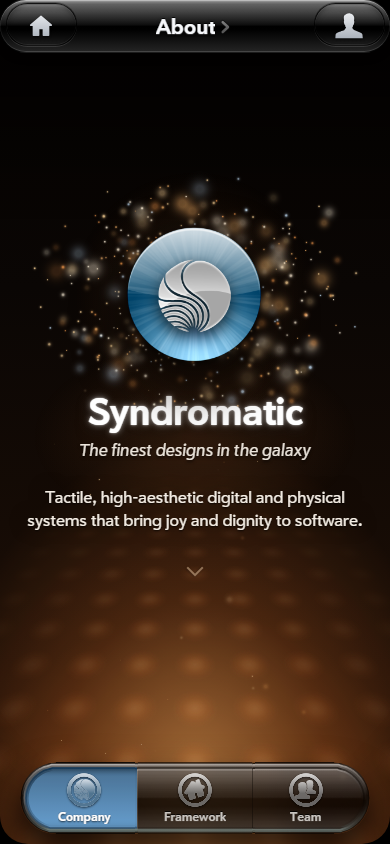 About
Syndromatic
The finest designs in the galaxy
Tactile, high-aesthetic digital and physical
systems that bring joy and dignity to software.
Company Framework Team